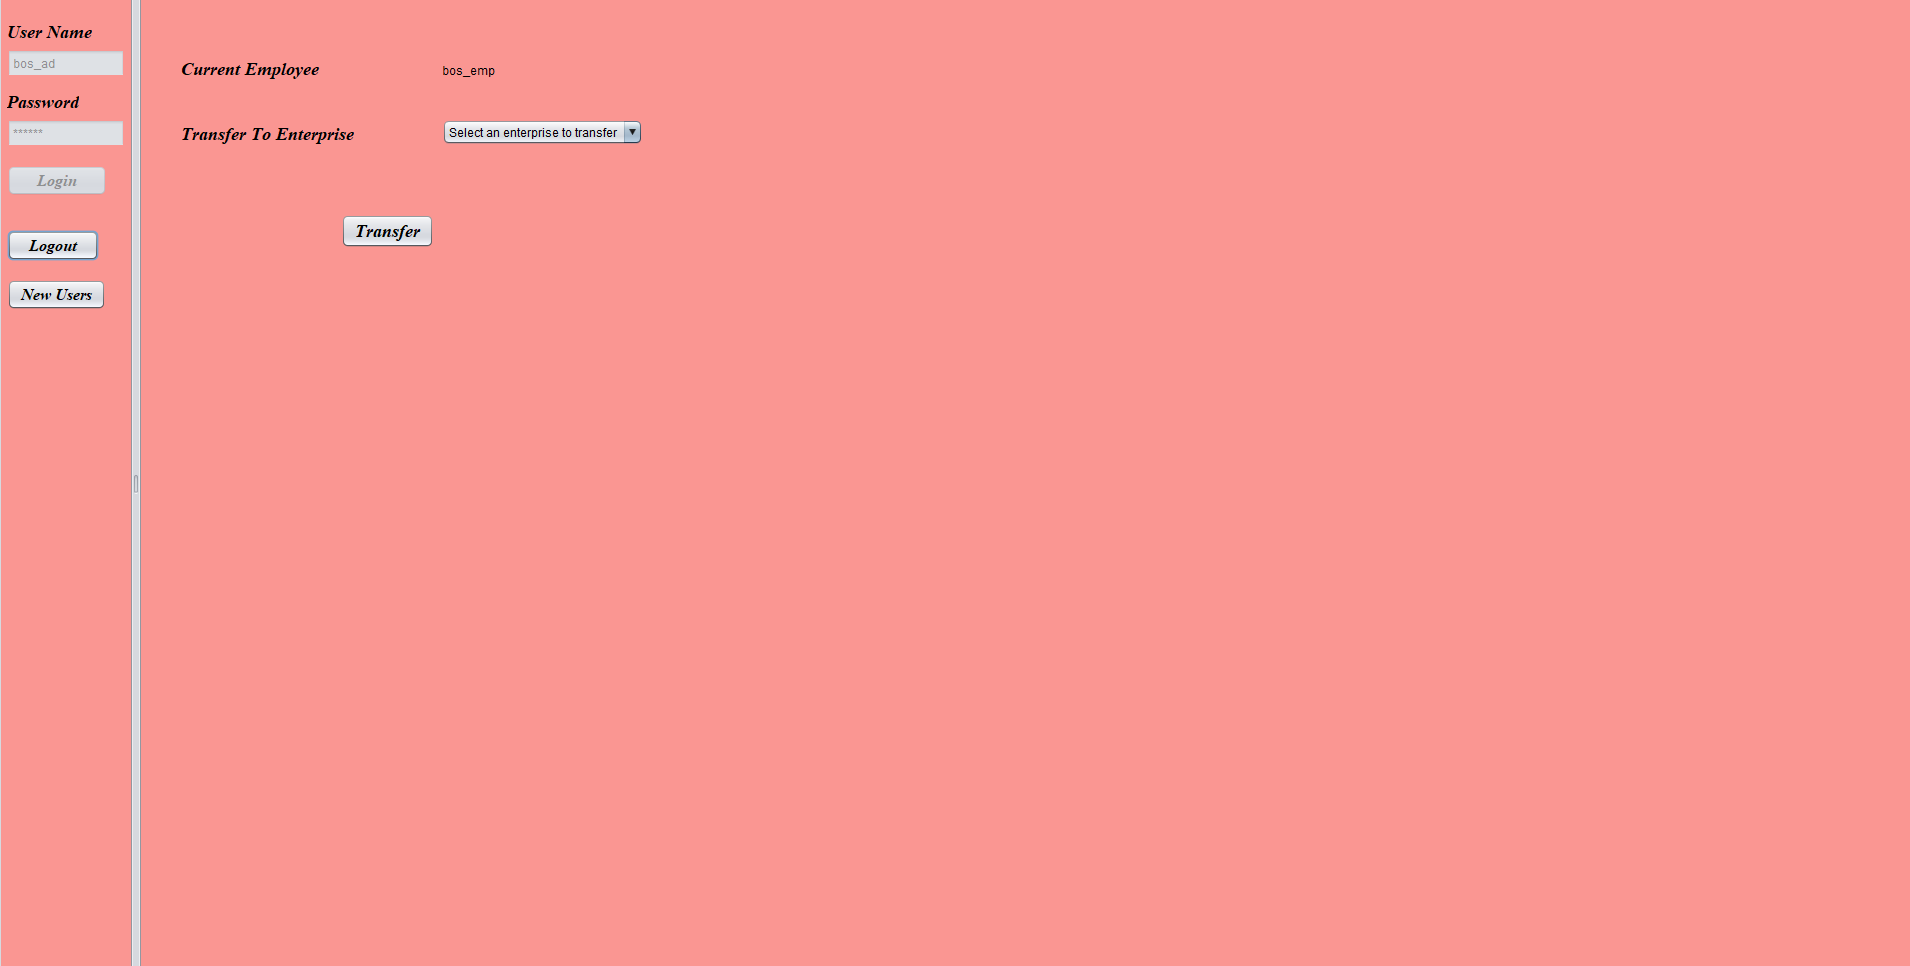 User Name
bos_ad
Password
******
Login
Logout
New Users
Current Employee
bos_emp
Transfer To Enterprise
Select an enterprise to transfer
Transfer